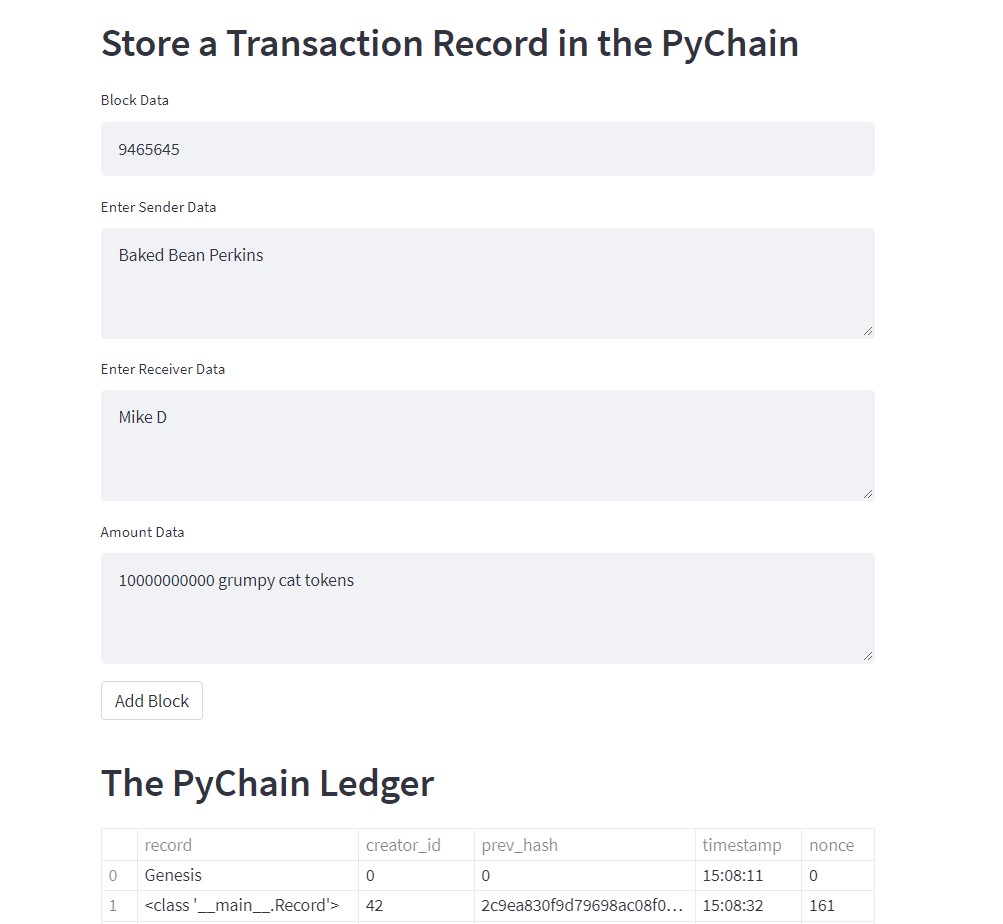 Store a Transaction Record in the PyChain
Block Data
9465645
Enter Sender Data
Baked Bean Perkins
Enter Receiver Data
Mike D
Amount Data
10000000000 grumpy cat tokens
Add Block
The PyChain Ledger
record creator_id prev_hash timestamp nonce
0 Genesis 0 0 15:08:11 0
1 <class '__main__.Record'> 42 2c9ea830f9d79698ac08f0... 15:08:32 161